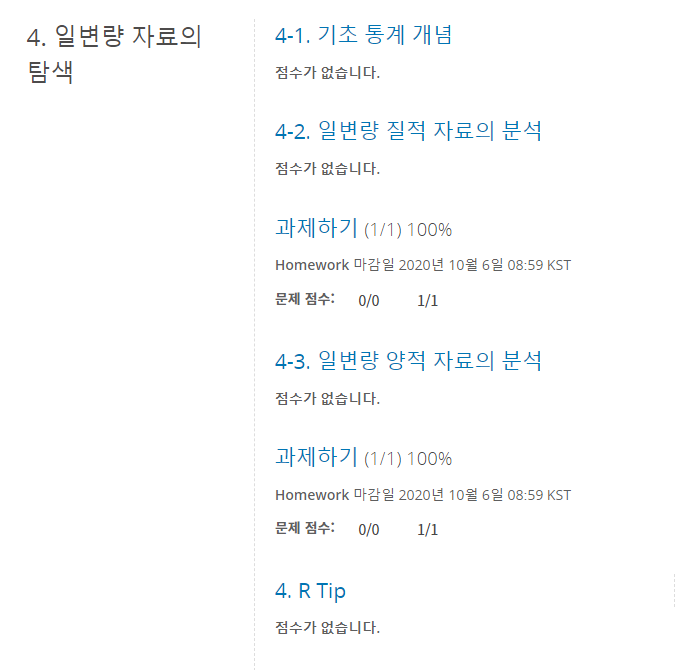 4. 일변량 자료의
탐색
4-1. 기초 통계 개념
점수가 없습니다.
4-2. 일변량 질적 자료의 분석
점수가 없습니다.
과제하기 (1/1) 100%
Homework 마감일 2020년 10월 6일 08:59 KST
문제 점수: 0/0 1/1
4-3. 일변량 양적 자료의 분석
점수가 없습니다.
과제하기 (1/1) 100%
Homework 마감일 2020년 10월 6일 08:59 KST
문제 점수: 0/0 1/1
4. R Tip
점수가 없습니다.